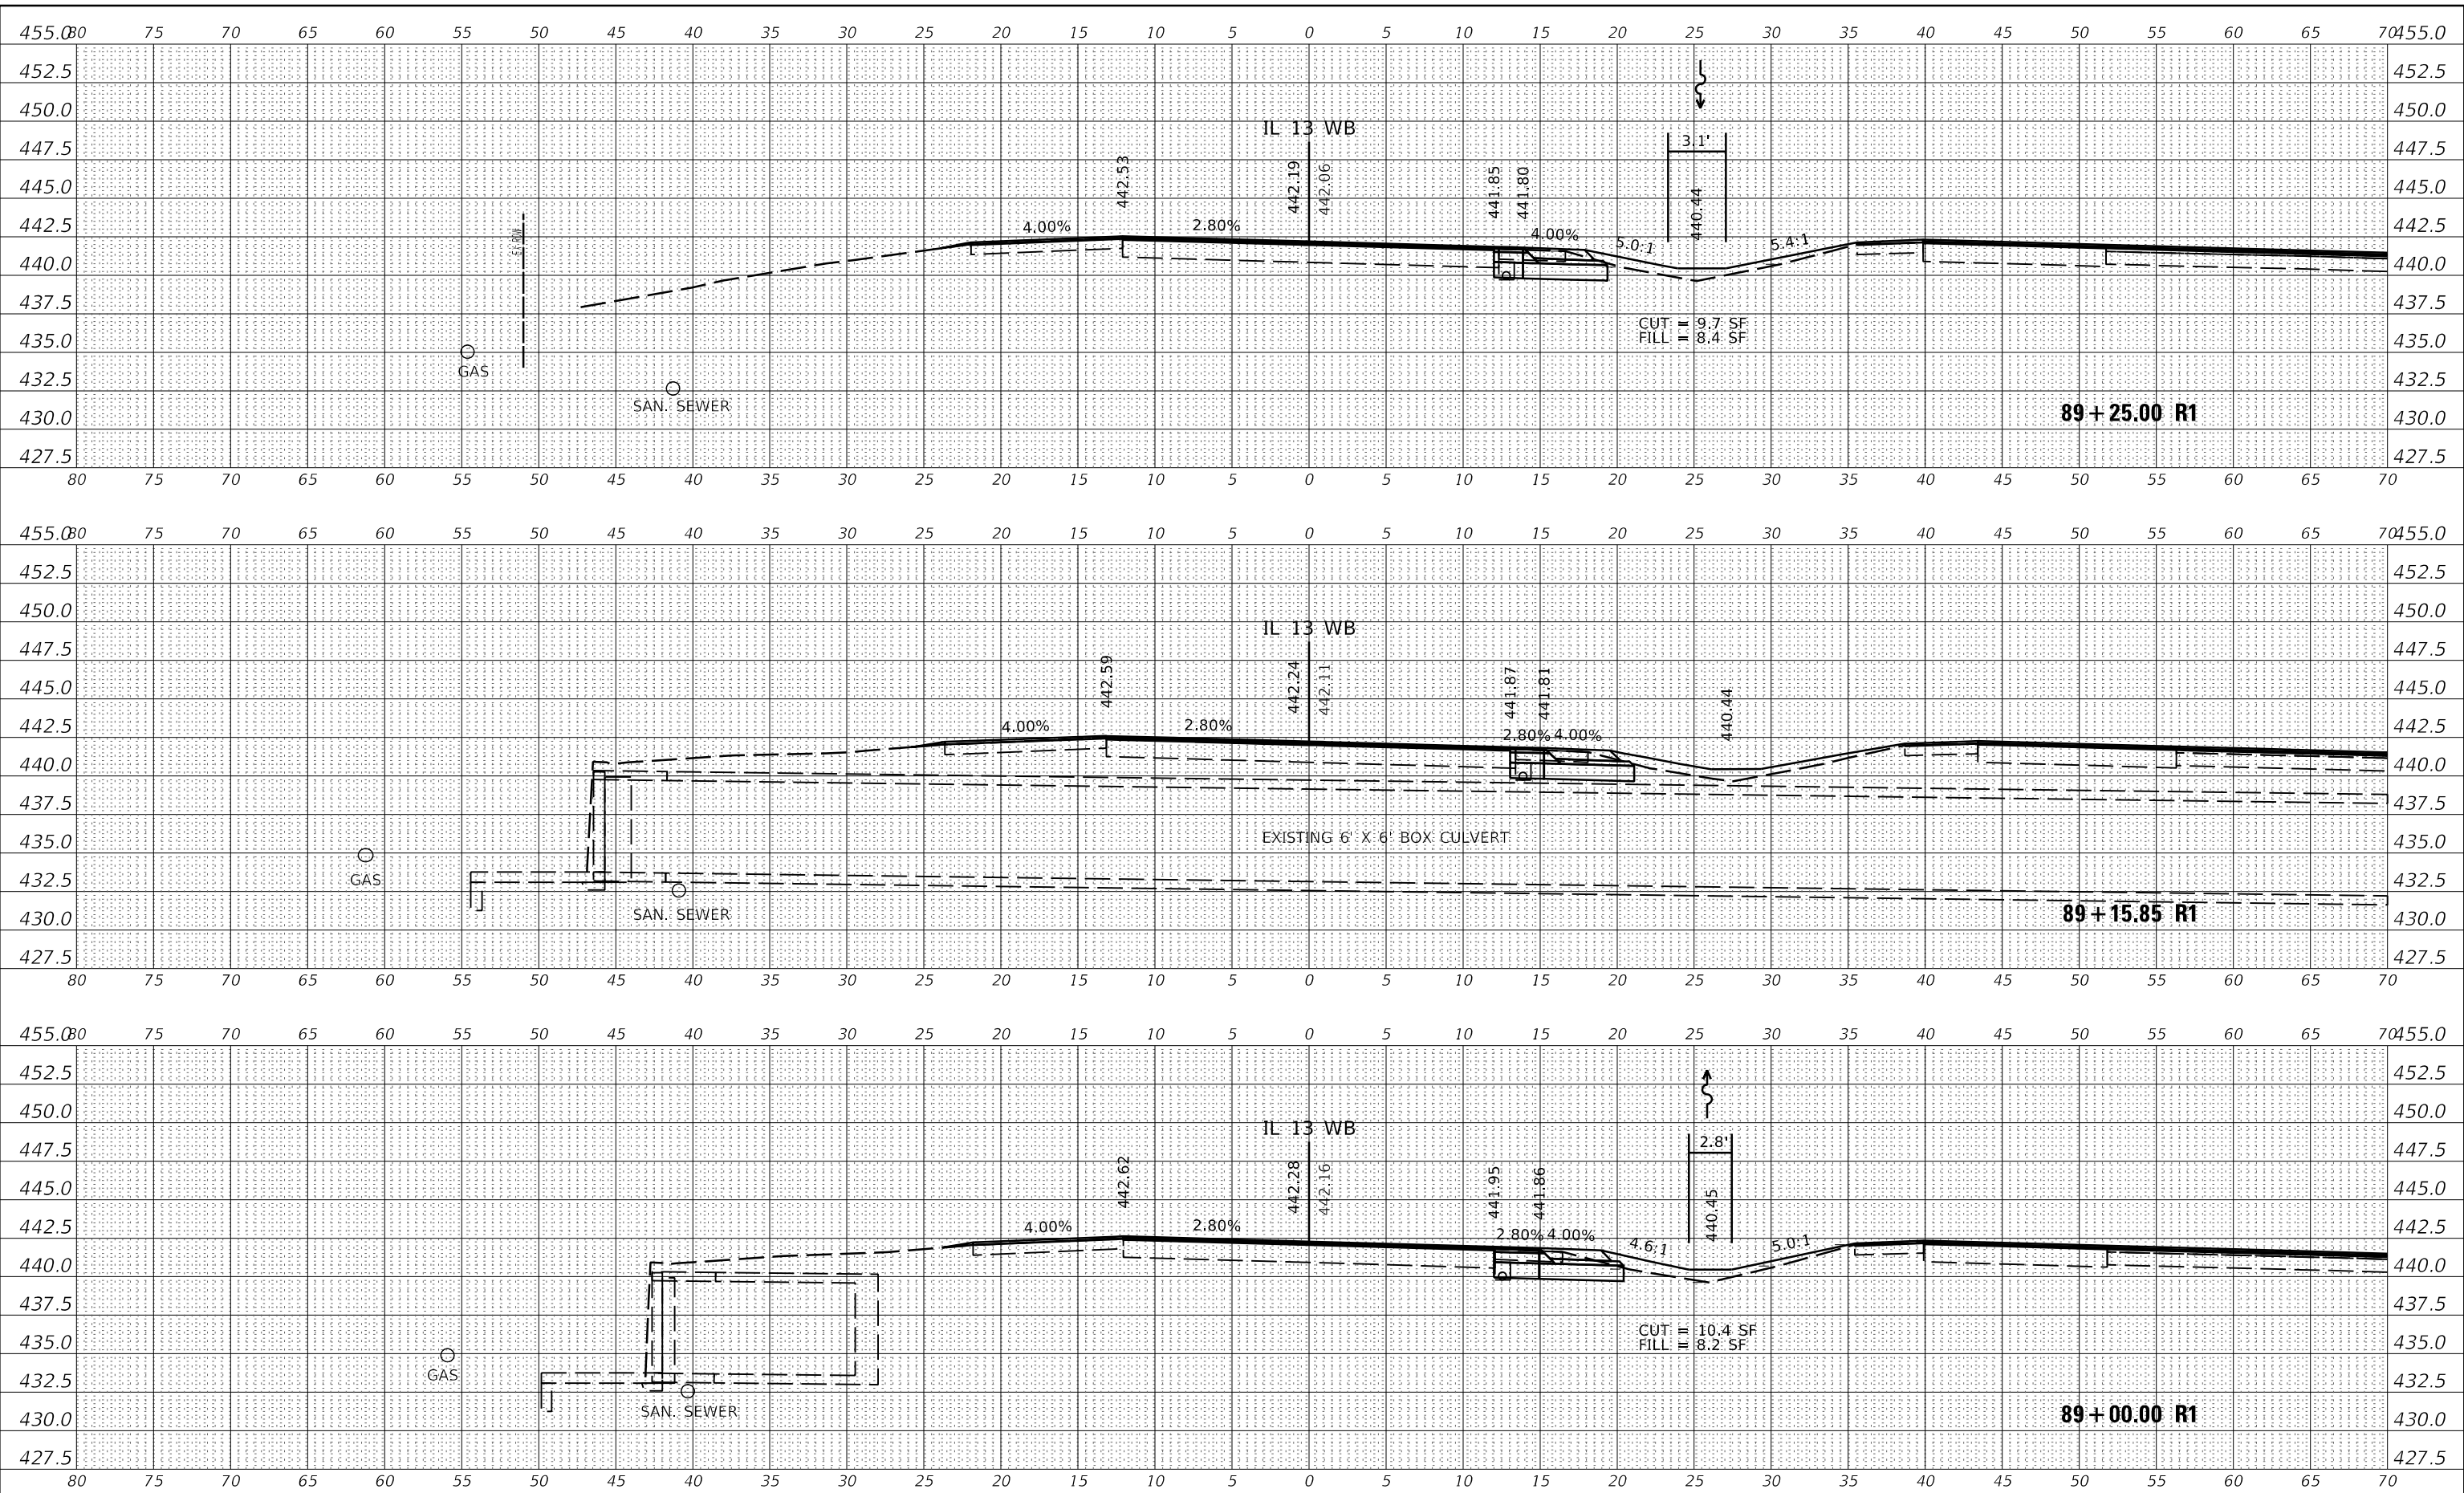 455.0 80 75 70 65 60 55 50 45 40 35 30 25 20 15 10 5 0 5 10 15 20 25 30 35 40 45 50 55 60 65 70 455.0
452.5 452.5
450.0 450.0
IL 13 WB
447.5 3.1' 447.5
445.0 442.53 442.19 442.06 441.85 441.80 440.44 445.0
442.5 4.00% 2.80% 4.00% 5.0:1 5.4:1 442.5
440.0 440.0
437.5 437.5
CUT = 9.7 SF
FILL = 8.4 SF
435.0 435.0
GAS
432.5 432.5
SAN. SEWER
430.0 89+25.00 R1 430.0
427.5 427.5
80 75 70 65 60 55 50 45 40 35 30 25 20 15 10 5 0 5 10 15 20 25 30 35 40 45 50 55 60 65 70
455.0 80 75 70 65 60 55 50 45 40 35 30 25 20 15 10 5 0 5 10 15 20 25 30 35 40 45 50 55 60 65 70 455.0
452.5 452.5
450.0 450.0
IL 13 WB
447.5 447.5
445.0 442.59 442.24 442.11 441.87 441.81 440.44 445.0
442.5 4.00% 2.80% 2.80% 4.00% 442.5
440.0 440.0
437.5 437.5
435.0 EXISTING 6' X 6' BOX CULVERT 435.0
432.5 GAS 432.5
430.0 SAN. SEWER 89+15.85 R1 430.0
427.5 427.5
80 75 70 65 60 55 50 45 40 35 30 25 20 15 10 5 0 5 10 15 20 25 30 35 40 45 50 55 60 65 70
455.0 80 75 70 65 60 55 50 45 40 35 30 25 20 15 10 5 0 5 10 15 20 25 30 35 40 45 50 55 60 65 70 455.0
452.5 452.5
450.0 450.0
IL 13 WB
447.5 2.8' 447.5
445.0 442.62 442.28 442.16 441.95 441.86 440.45 445.0
442.5 4.00% 2.80% 2.80% 4.00% 4.6:1 5.0:1 442.5
440.0 440.0
437.5 437.5
CUT = 10.4 SF
FILL = 8.2 SF
435.0 435.0
GAS
432.5 432.5
SAN. SEWER
430.0 89+00.00 R1 430.0
427.5 427.5
80 75 70 65 60 55 50 45 40 35 30 25 20 15 10 5 0 5 10 15 20 25 30 35 40 45 50 55 60 65 70